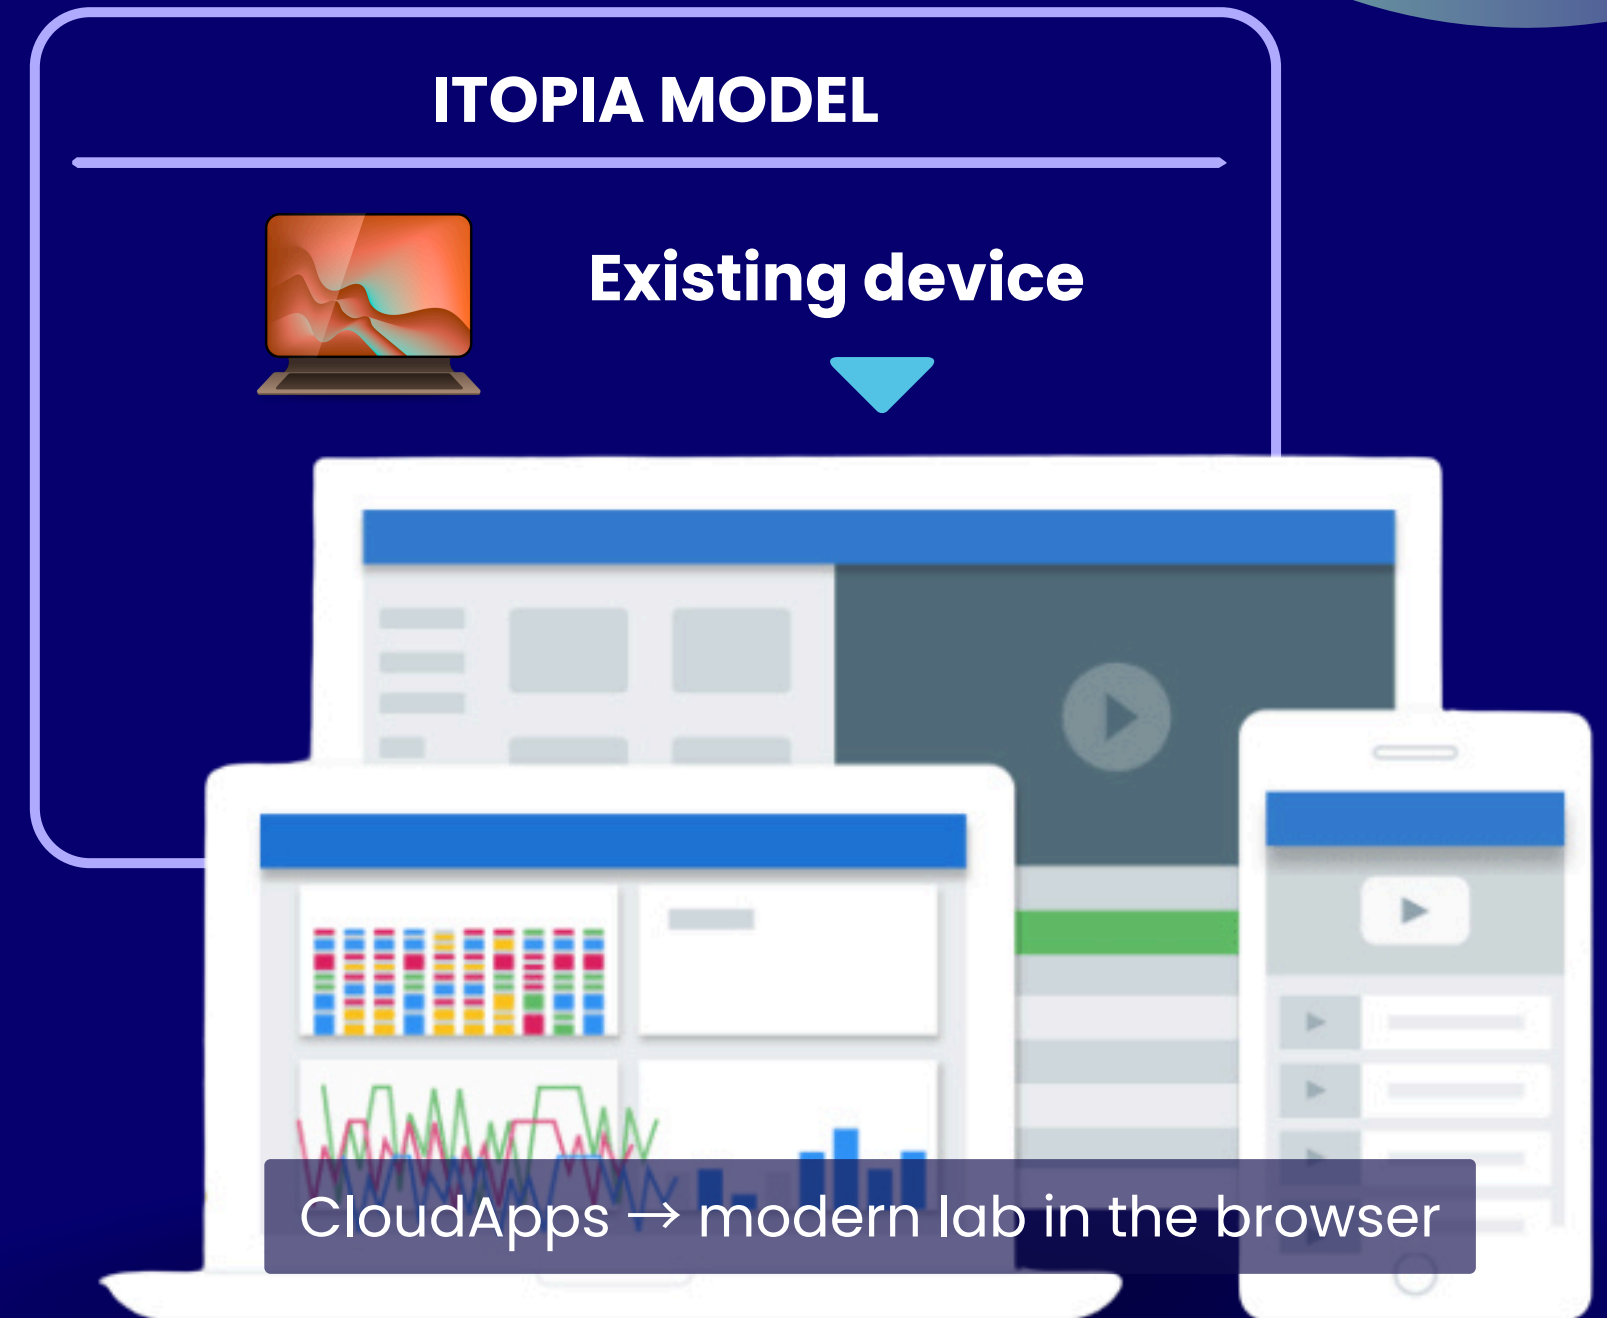 ITOPIA MODEL
Existing device
CloudApps → modern lab in the browser